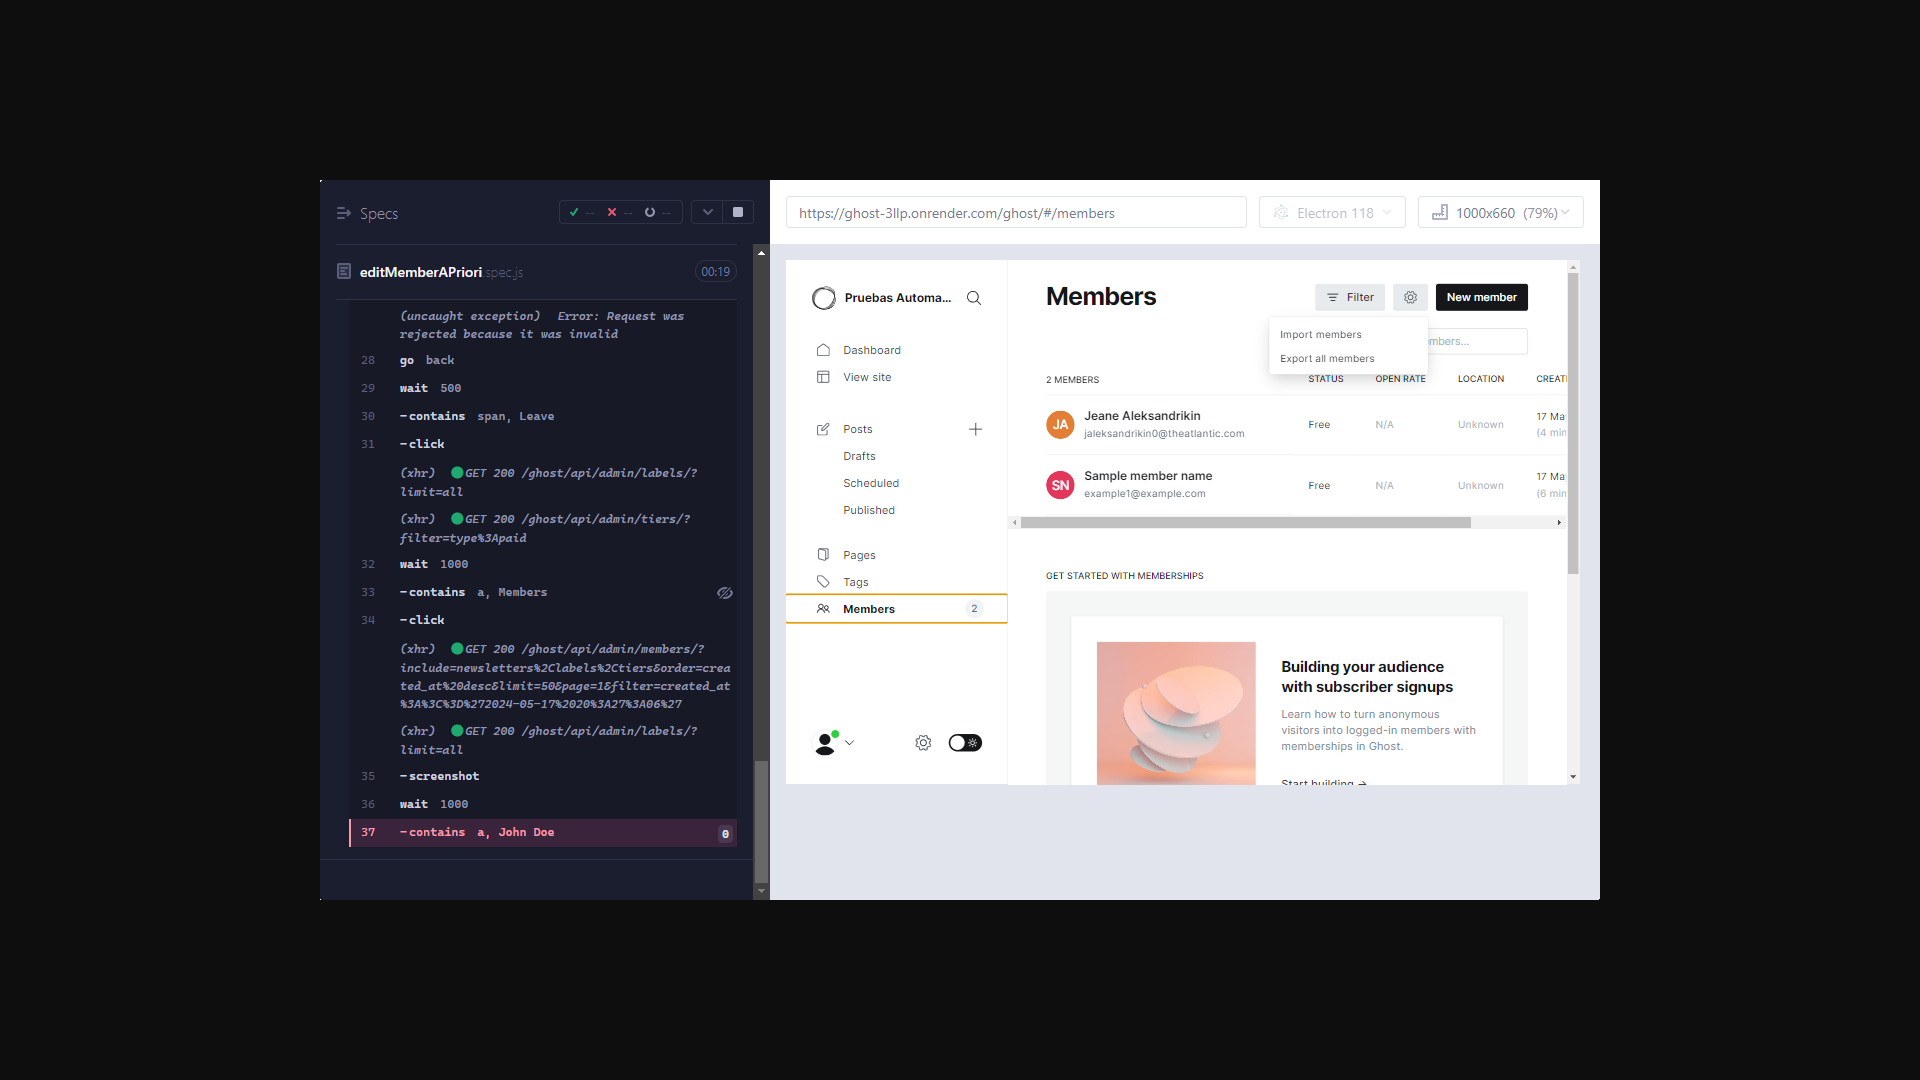 Specs
--
--
--
editMemberAPriori.spec.js
00:19
(uncaught exception) Error: Request was
rejected because it was invalid
28 go back
29 wait 500
30 -contains span, Leave
31 -click
(xhr) GET 200 /ghost/api/admin/labels/?
limit=all
(xhr) GET 200 /ghost/api/admin/tiers/?
filter=type%3Apaid
32 wait 1000
33 -contains a, Members
34 -click
(xhr) GET 200 /ghost/api/admin/members/?
include=newsletters%2Clabels%2Ctiers&order=crea
ted_at%20desc&limit=50&page=1&filter=created_at
%3A%3C%3D%272024-05-17%2020%3A27%3A06%27
(xhr) GET 200 /ghost/api/admin/labels/?
limit=all
35 -screenshot
36 wait 1000
37 -contains a, John Doe 0
https://ghost-3llp.onrender.com/ghost/#/members
Electron 118
1000x660 (79%)
Pruebas Automa...
Dashboard
View site
Posts
Drafts
Scheduled
Published
Pages
Tags
Members 2
Members
Filter
New member
Import members
Export all members
mbers...
2 MEMBERS STATUS OPEN RATE LOCATION CREAT
JA Jeane Aleksandrikin
jaleksandrikin0@theatlantic.com
Free N/A Unknown
17 Ma
(4 min
SN Sample member name
example1@example.com
Free N/A Unknown
17 Ma
(6 min
GET STARTED WITH MEMBERSHIPS
Building your audience
with subscriber signups
Learn how to turn anonymous
visitors into logged-in members with
memberships in Ghost.
Start building →